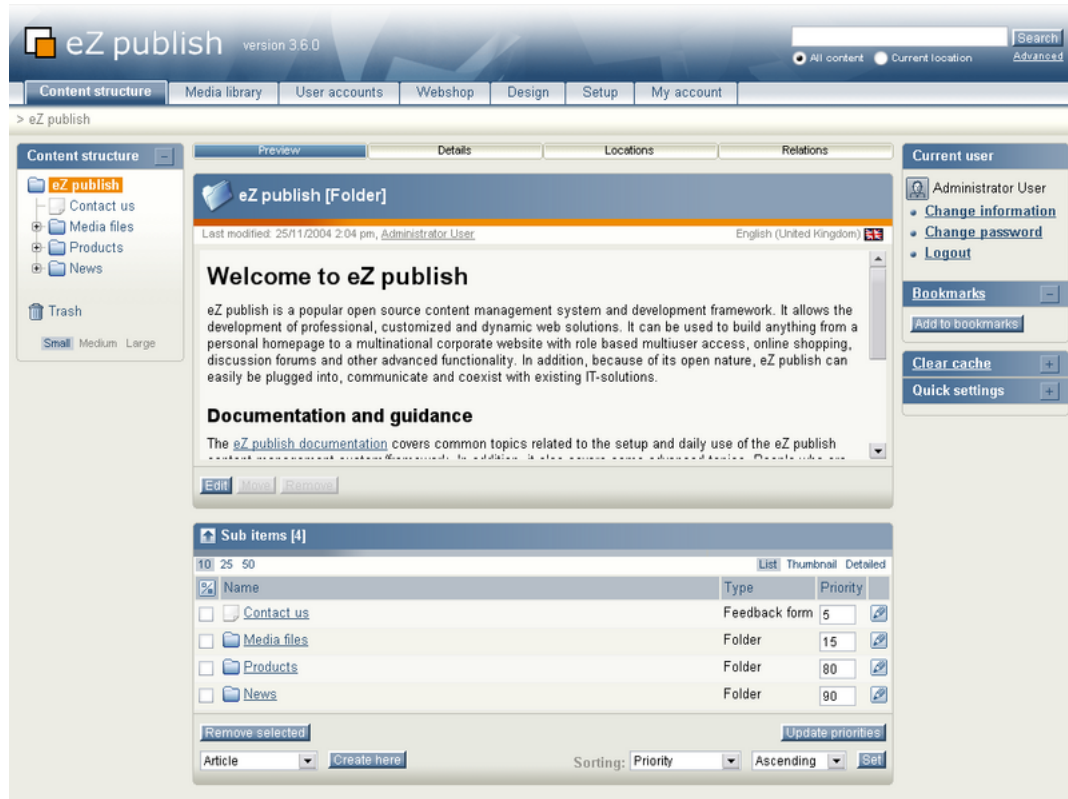 eZ publish version 3.6.0
Search
All content Current location Advanced
Content structure Media library User accounts Webshop Design Setup My account
> eZ publish
Content structure
eZ publish
Contact us
Media files
Products
News
Trash
Small Medium Large
Preview Details Locations Relations
eZ publish [Folder]
Last modified: 25/11/2004 2:04 pm, Administrator User English (United Kingdom)
Welcome to eZ publish
eZ publish is a popular open source content management system and development framework. It allows the
development of professional, customized and dynamic web solutions. It can be used to build anything from a
personal homepage to a multinational corporate website with role based multiuser access, online shopping,
discussion forums and other advanced functionality. In addition, because of its open nature, eZ publish can
easily be plugged into, communicate and coexist with existing IT-solutions.
Documentation and guidance
The eZ publish documentation covers common topics related to the setup and daily use of the eZ publish
Edit Move Remove
Sub items [4]
10 25 50 List Thumbnail Detailed
Name Type Priority
Contact us Feedback form 5
Media files Folder 15
Products Folder 80
News Folder 90
Remove selected Update priorities
Article Create here Sorting: Priority Ascending Set
Current user
Administrator User
Change information
Change password
Logout
Bookmarks
Add to bookmarks
Clear cache
Quick settings